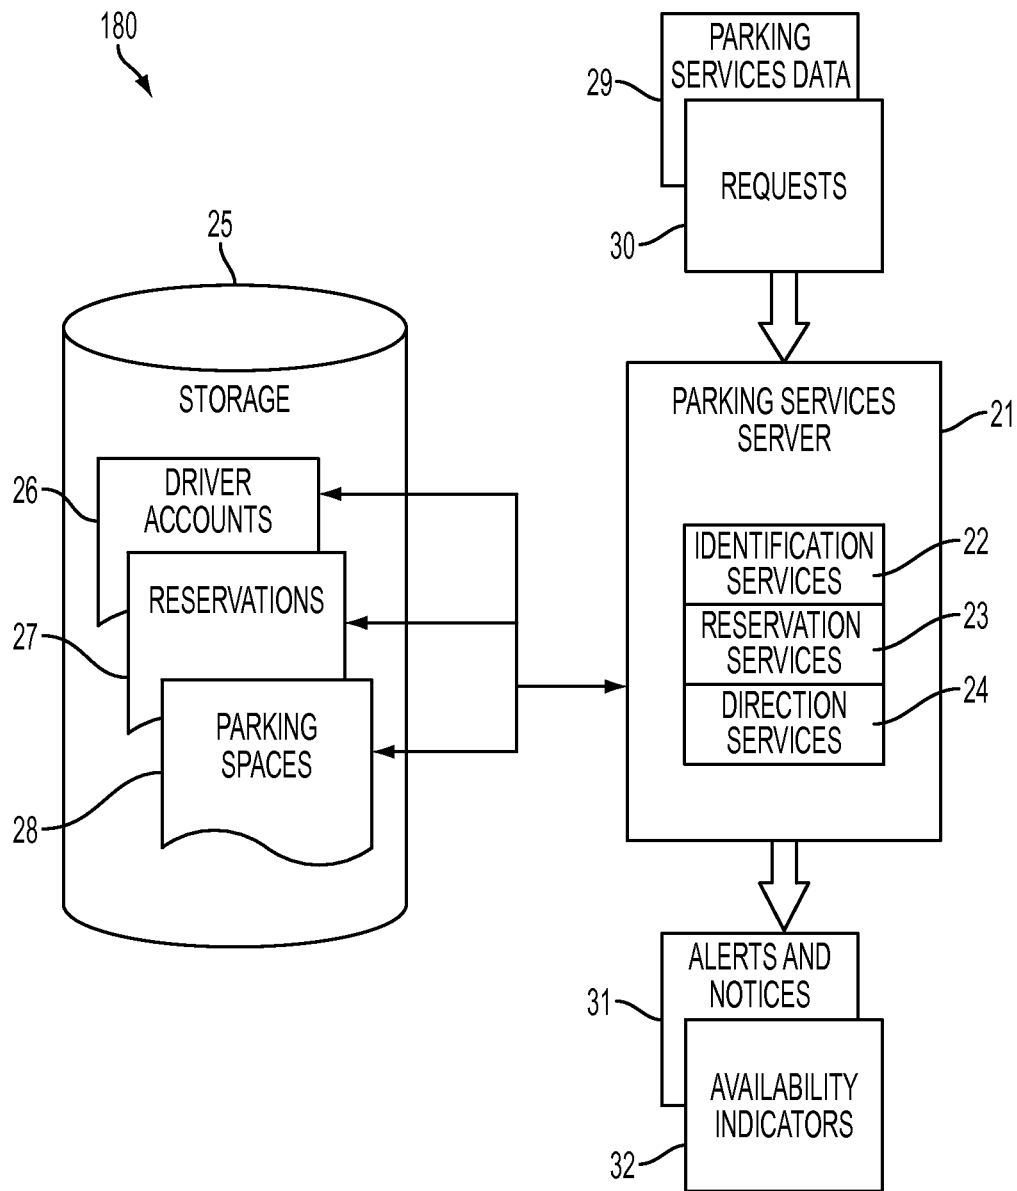 180
PARKING
SERVICES DATA
29
REQUESTS
30
25
STORAGE
PARKING SERVICES
SERVER
21
DRIVER
ACCOUNTS
26
IDENTIFICATION
SERVICES
22
RESERVATIONS
27
RESERVATION
SERVICES
23
PARKING
SPACES
28
DIRECTION
SERVICES
24
ALERTS AND
NOTICES
31
AVAILABILITY
INDICATORS
32